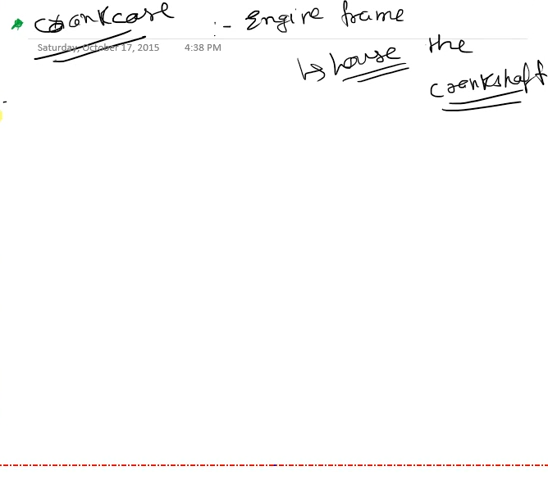 Crankcase :- Engine frame
Saturday, October 17, 2015 4:38 PM
↳ house the
crankshaft